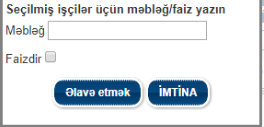 Seçilmiş işçilər üçün məbləğ/faiz yazın
Məbləğ
Faizdir
Əlavə etmək İMTİNA